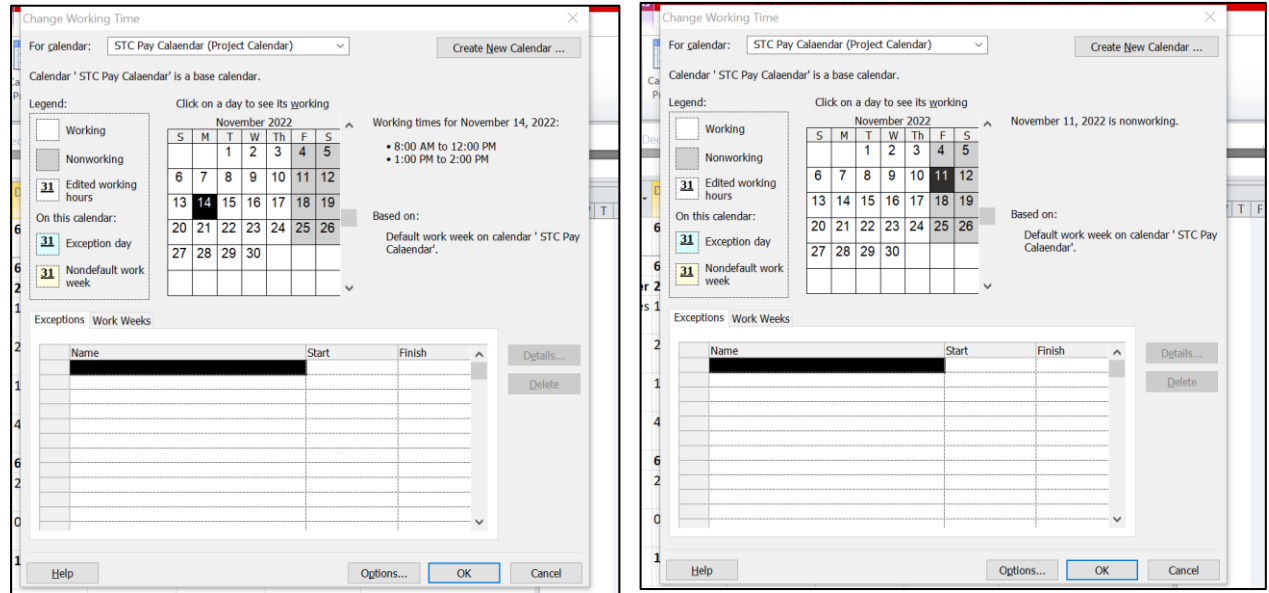 Change Working Time
For calendar: STC Pay Calaendar (Project Calendar)
Create New Calendar ...
Calendar ' STC Pay Calaendar' is a base calendar.
Legend:
Working
Nonworking
31 Edited working
hours
On this calendar:
31 Exception day
31 Nondefault work
week
Click on a day to see its working
November 2022
S M T W Th F S
1 2 3 4 5
6 7 8 9 10 11 12
13 14 15 16 17 18 19
20 21 22 23 24 25 26
27 28 29 30
Working times for November 14, 2022:
• 8:00 AM to 12:00 PM
• 1:00 PM to 2:00 PM
Based on:
Default work week on calendar ' STC Pay
Calaendar'.
Exceptions Work Weeks
Name Start Finish
Details...
Delete
Help Options... OK Cancel
Change Working Time
For calendar: STC Pay Calaendar (Project Calendar)
Create New Calendar ...
Calendar ' STC Pay Calaendar' is a base calendar.
Legend:
Working
Nonworking
31 Edited working
hours
On this calendar:
31 Exception day
31 Nondefault work
week
Click on a day to see its working
November 2022
S M T W Th F S
1 2 3 4 5
6 7 8 9 10 11 12
13 14 15 16 17 18 19
20 21 22 23 24 25 26
27 28 29 30
November 11, 2022 is nonworking.
Based on:
Default work week on calendar ' STC Pay
Calaendar'.
Exceptions Work Weeks
Name Start Finish
Details...
Delete
Help Options... OK Cancel
T F